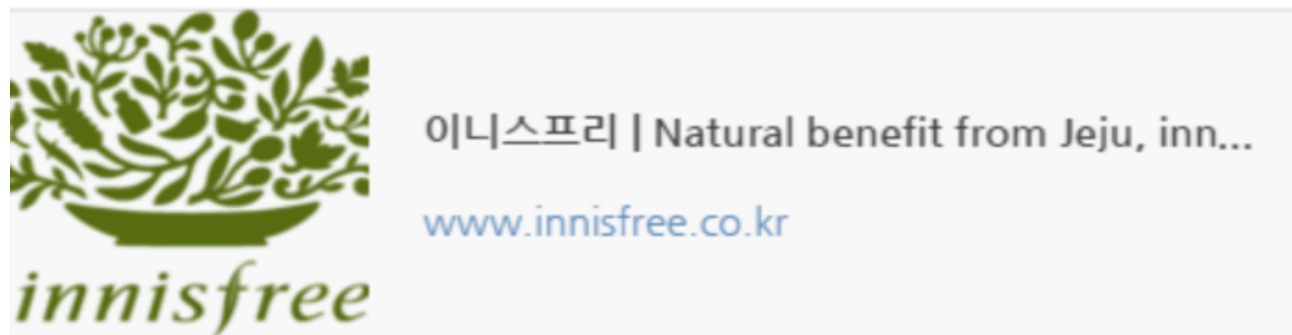 innisfree
이니스프리 | Natural benefit from Jeju, inn...
www.innisfree.co.kr